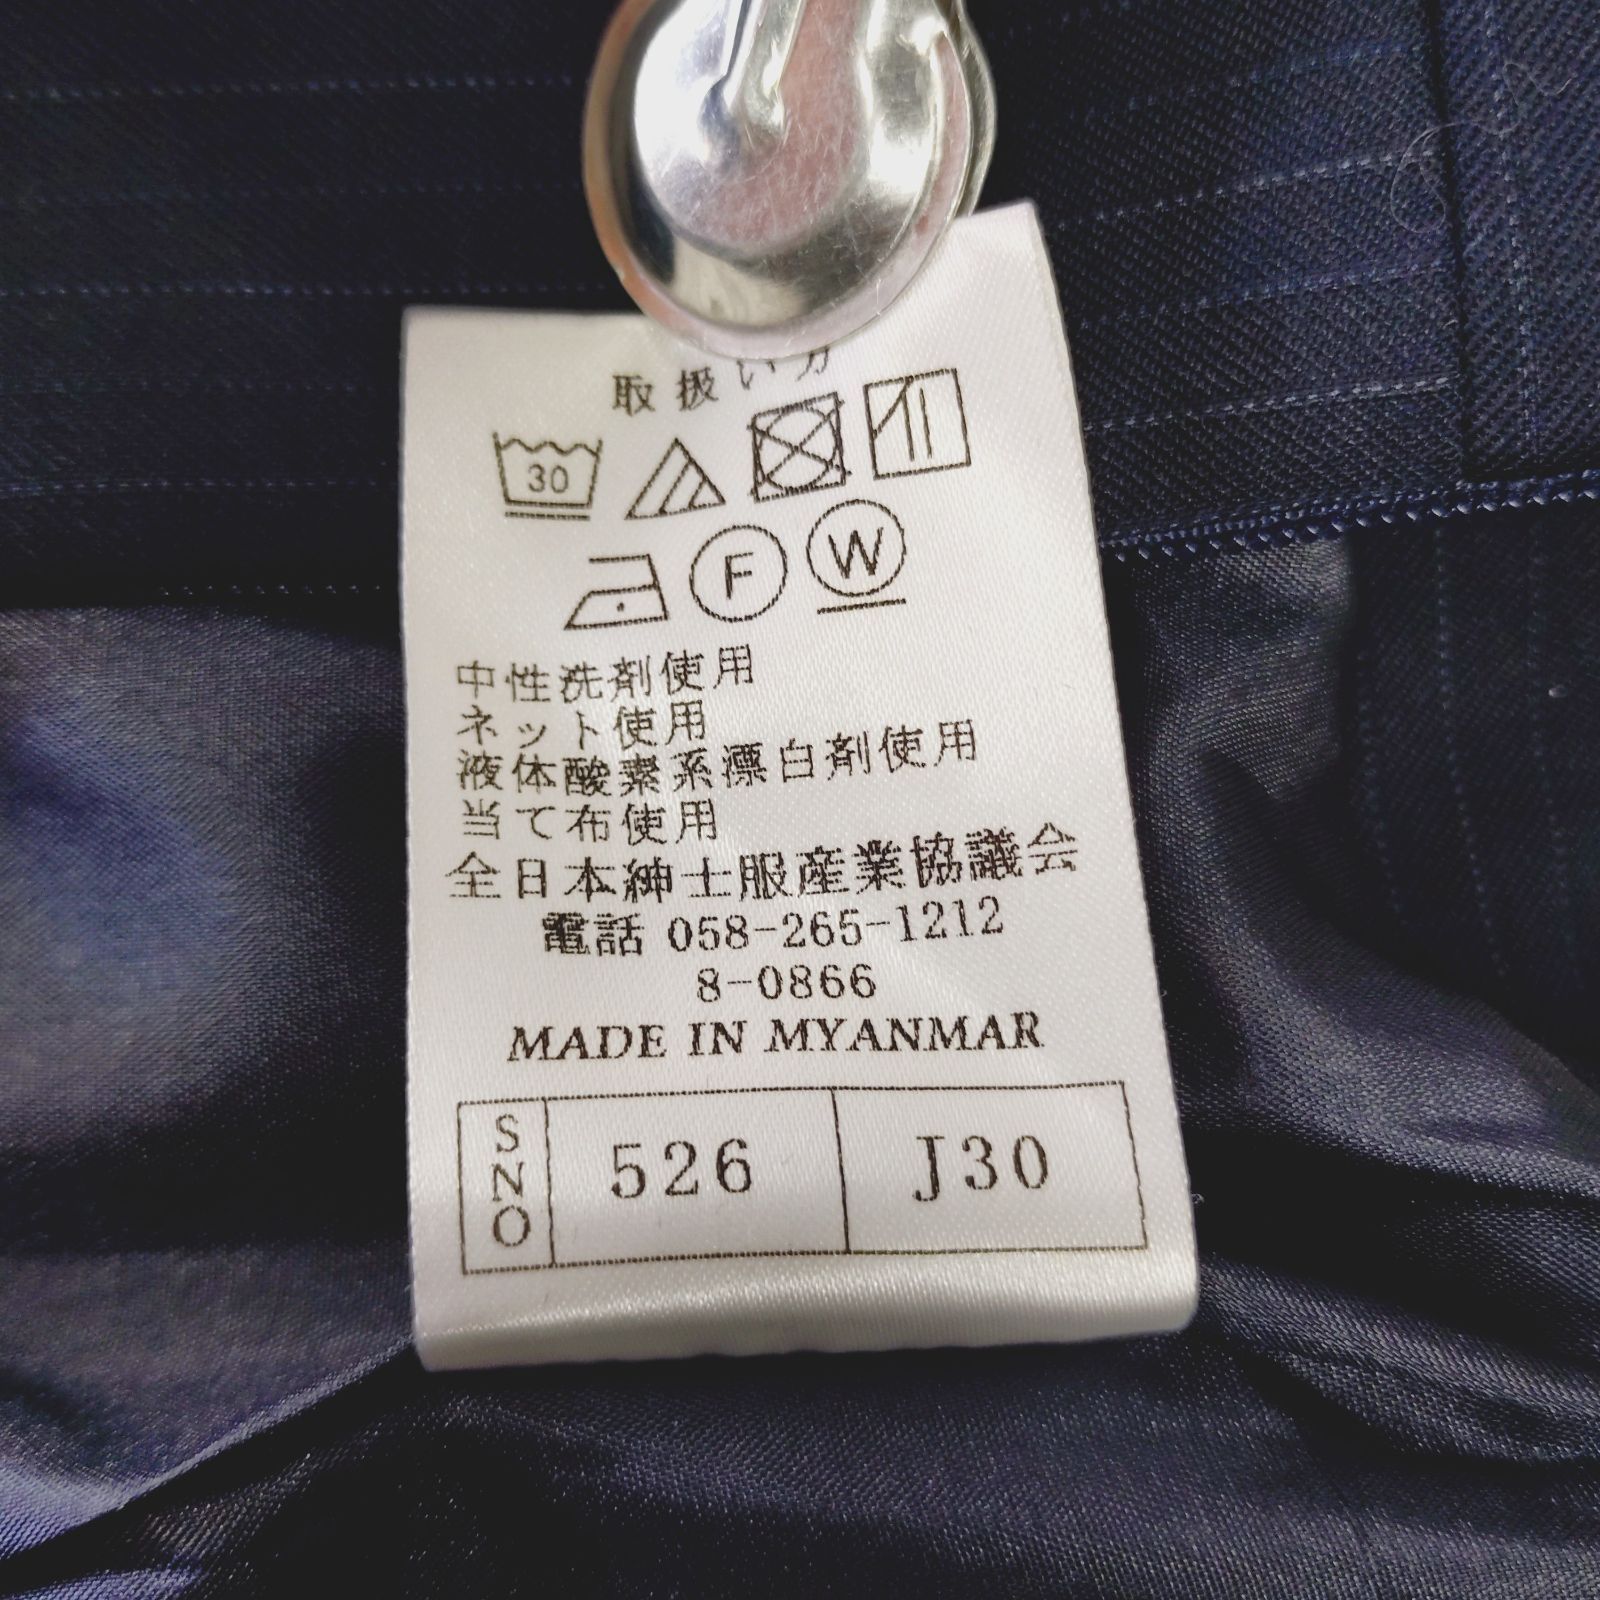 取扱い方
30
F W
中性洗剤使用
ネット使用
液体酸素系漂白剤使用
当て布使用
全日本紳士服産業協議会
電話 058-265-1212
8-0866
MADE IN MYANMAR
SNO 526 J30